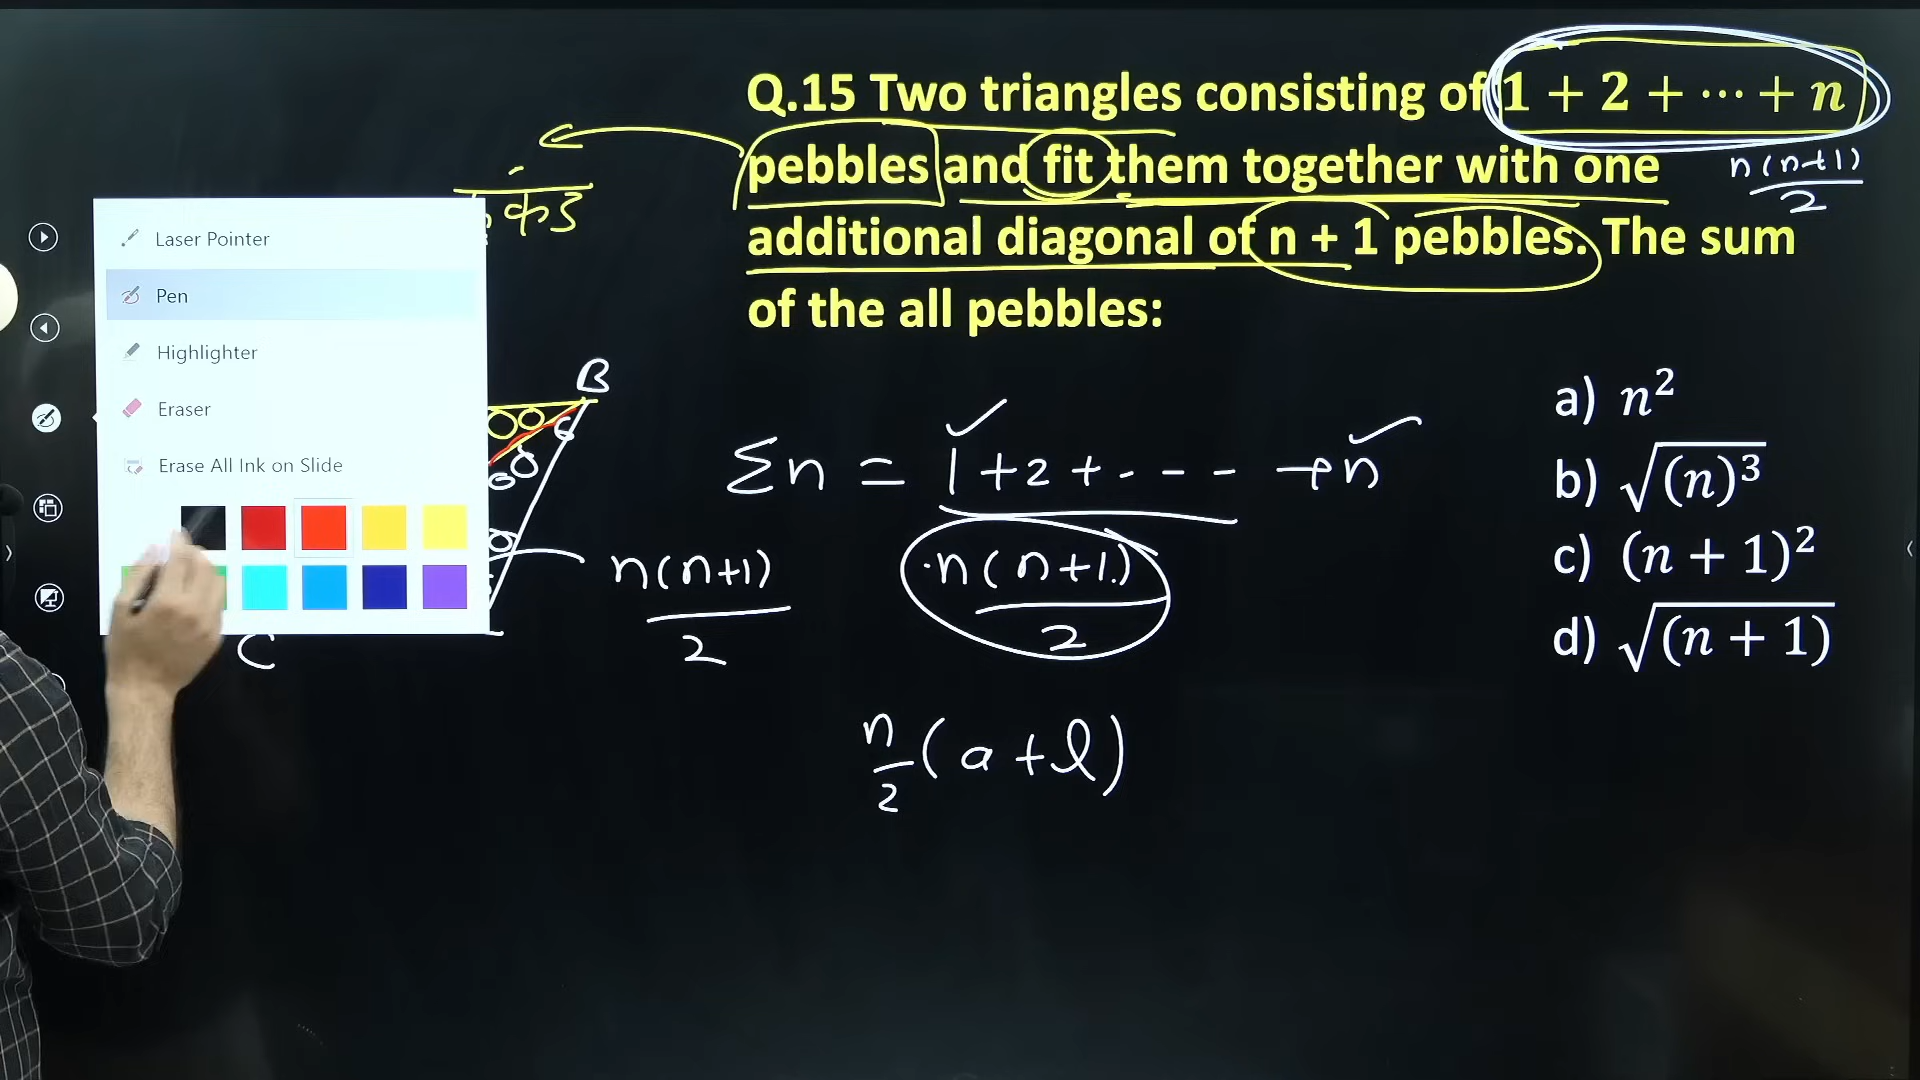 Q.15 Two triangles consisting of 1 + 2 + ⋯ + n
pebbles and fit them together with one
n(n+1)
2
additional diagonal of n + 1 pebbles. The sum
of the all pebbles:
Laser Pointer
Pen
Highlighter
Eraser
Erase All Ink on Slide
B
C
Σn = 1+2+---→n
n(n+1)
2
n(n+1)
2
n/2(a+l)
a) n²
b) √(n)³
c) (n + 1)²
d) √(n + 1)